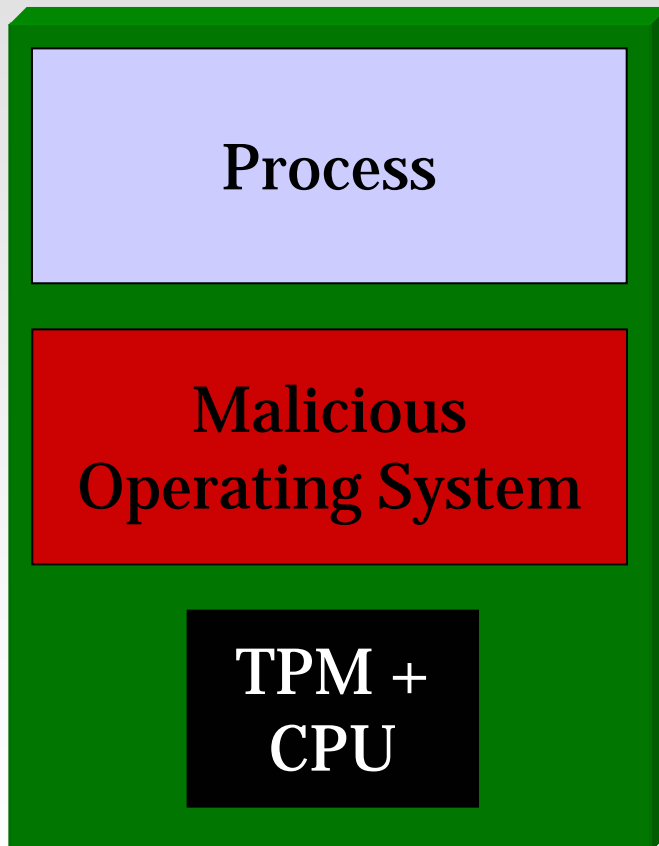 Process
Malicious
Operating System
TPM +
CPU